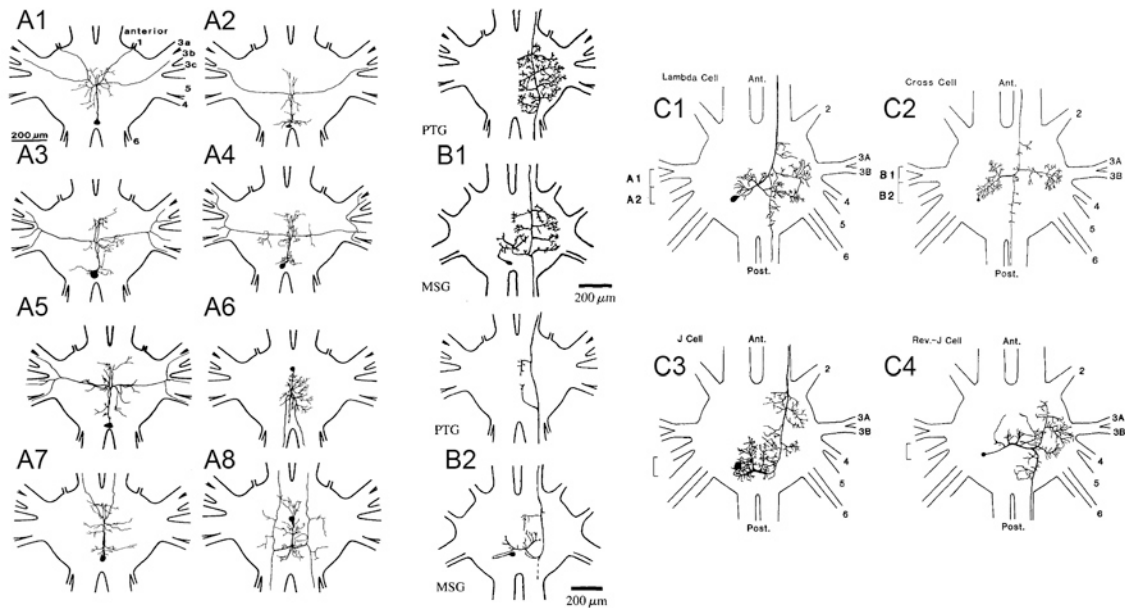 A1
anterior
1
3a
3b
3c
5
4
6
200 μm
A2
A3
A4
A5
A6
A7
A8
PTG
B1
MSG
200 μm
PTG
B2
MSG
200 μm
Lambda Cell
Ant.
C1
2
3A
3B
A1
A2
4
5
6
Post.
Cross Cell
Ant.
C2
2
3A
3B
B1
B2
4
5
6
Post.
J Cell
Ant.
C3
2
3A
3B
4
5
6
Post.
Rev.-J Cell
Ant.
C4
2
3A
3B
4
5
6
Post.